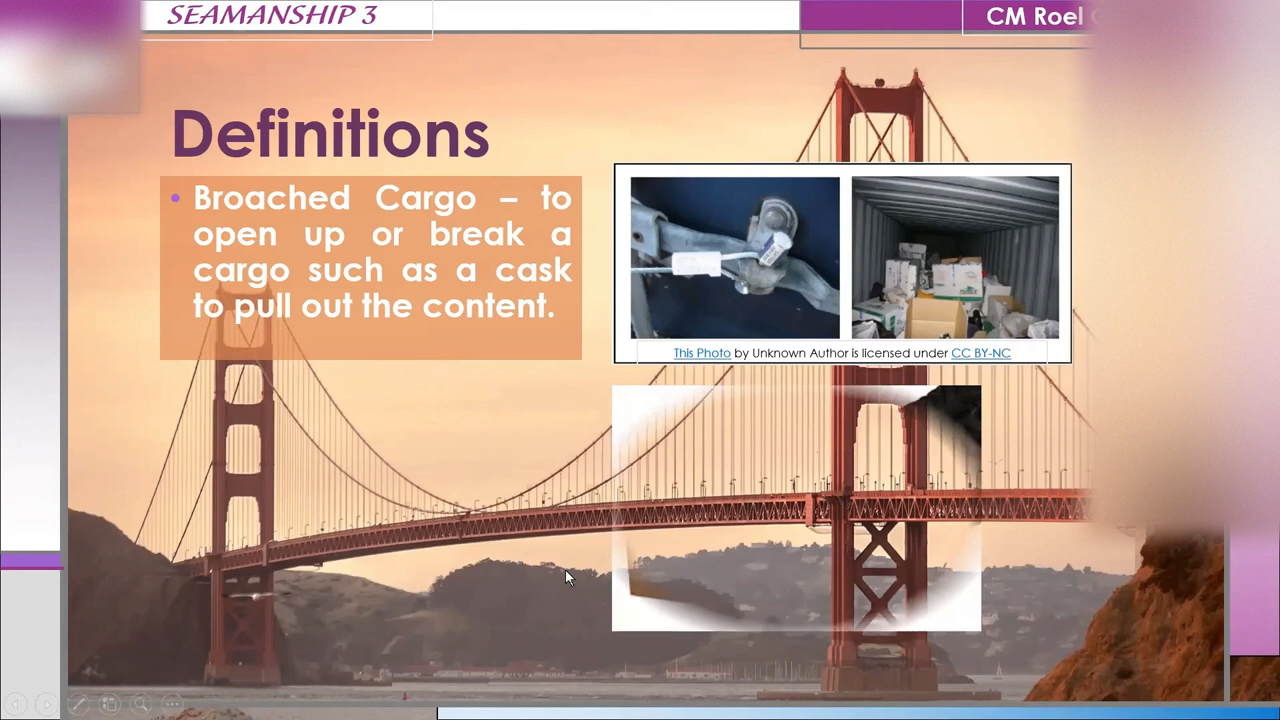 SEAMANSHIP 3
CM Roel
Definitions
• Broached Cargo – to
open up or break a
cargo such as a cask
to pull out the content.
This Photo by Unknown Author is licensed under CC BY-NC